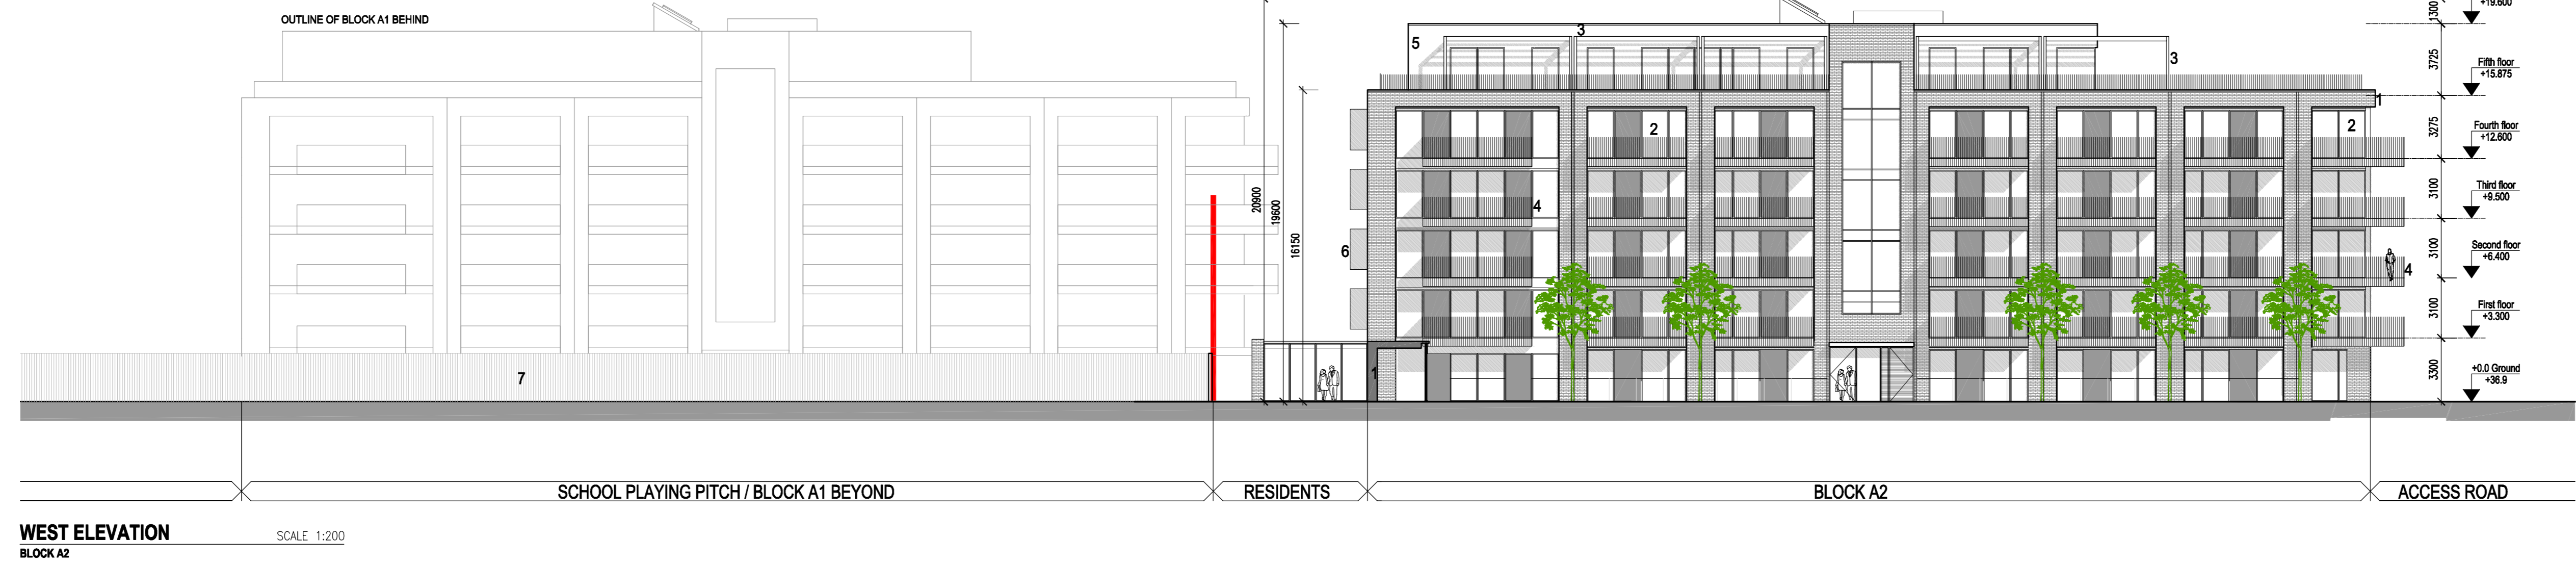 OUTLINE OF BLOCK A1 BEHIND
+19.600
1300
5
3
3
3725
Fifth floor
+15.875
1
2
2
3275
Fourth floor
+12.600
20900
19600
16150
4
3100
Third floor
+9.500
6
3100
Second floor
+6.400
4
3100
First floor
+3.300
7
1
3300
+0.0 Ground
+36.9
SCHOOL PLAYING PITCH / BLOCK A1 BEYOND
RESIDENTS
BLOCK A2
ACCESS ROAD
WEST ELEVATION
SCALE 1:200
BLOCK A2